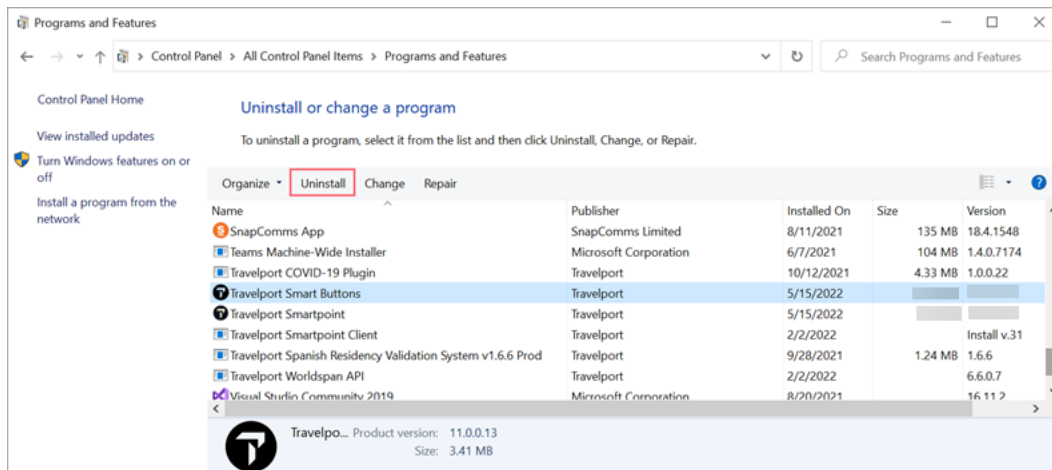 Programs and Features
Control Panel > All Control Panel Items > Programs and Features
Search Programs and Features
Control Panel Home
View installed updates
Turn Windows features on or
off
Install a program from the
network
Uninstall or change a program
To uninstall a program, select it from the list and then click Uninstall, Change, or Repair.
Organize Uninstall Change Repair
Name Publisher Installed On Size Version
SnapComms App SnapComms Limited 8/11/2021 135 MB 18.4.1548
Teams Machine-Wide Installer Microsoft Corporation 6/7/2021 104 MB 1.4.0.7174
Travelport COVID-19 Plugin Travelport 10/12/2021 4.33 MB 1.0.0.22
Travelport Smart Buttons Travelport 5/15/2022
Travelport Smartpoint Travelport 5/15/2022
Travelport Smartpoint Client Travelport 2/2/2022 Install v.31
Travelport Spanish Residency Validation System v1.6.6 Prod Travelport 9/28/2021 1.24 MB 1.6.6
Travelport Worldspan API Travelport 2/2/2022 6.6.0.7
Visual Studio Community 2019 Microsoft Corporation 8/20/2021 16.11.2
Travelpo... Product version: 11.0.0.13
Size: 3.41 MB